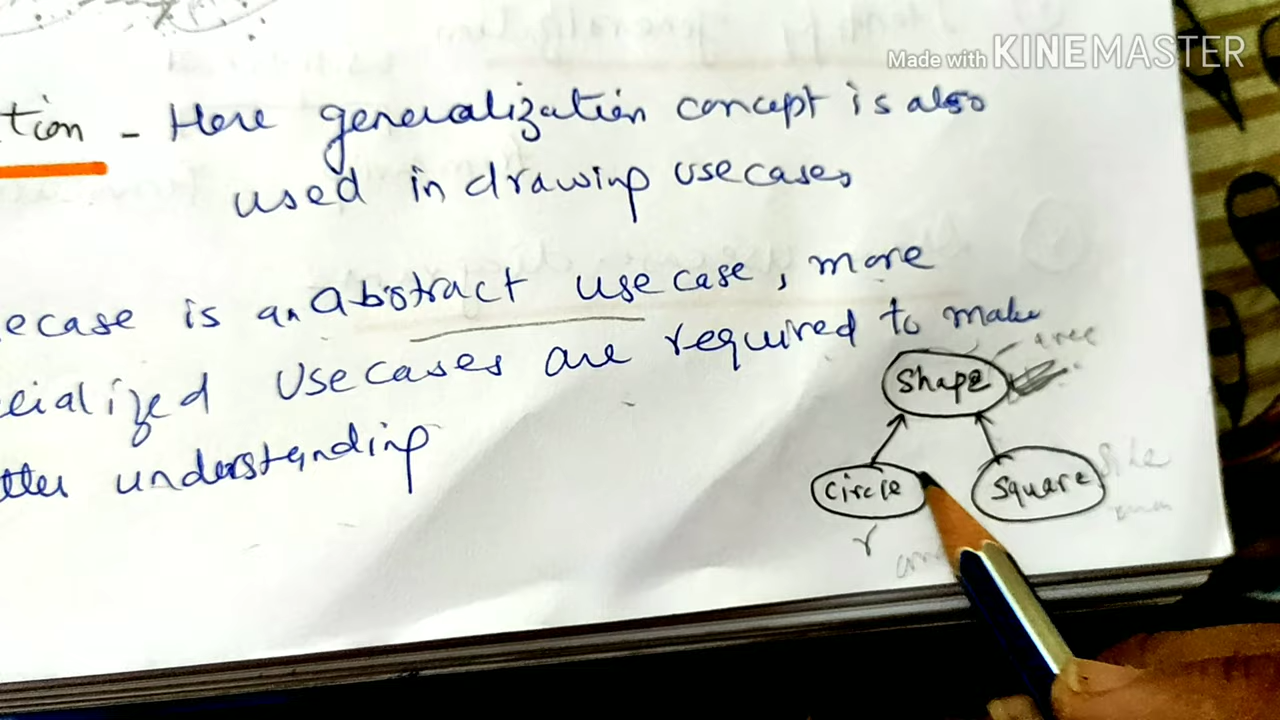 Made with KINEMASTER
tion - Here generalization concept is also
used in drawing usecases
ecase is an abstract usecase, more
cialized Usecases are required to make
tter understanding
Shape
Circle
Square
side
r